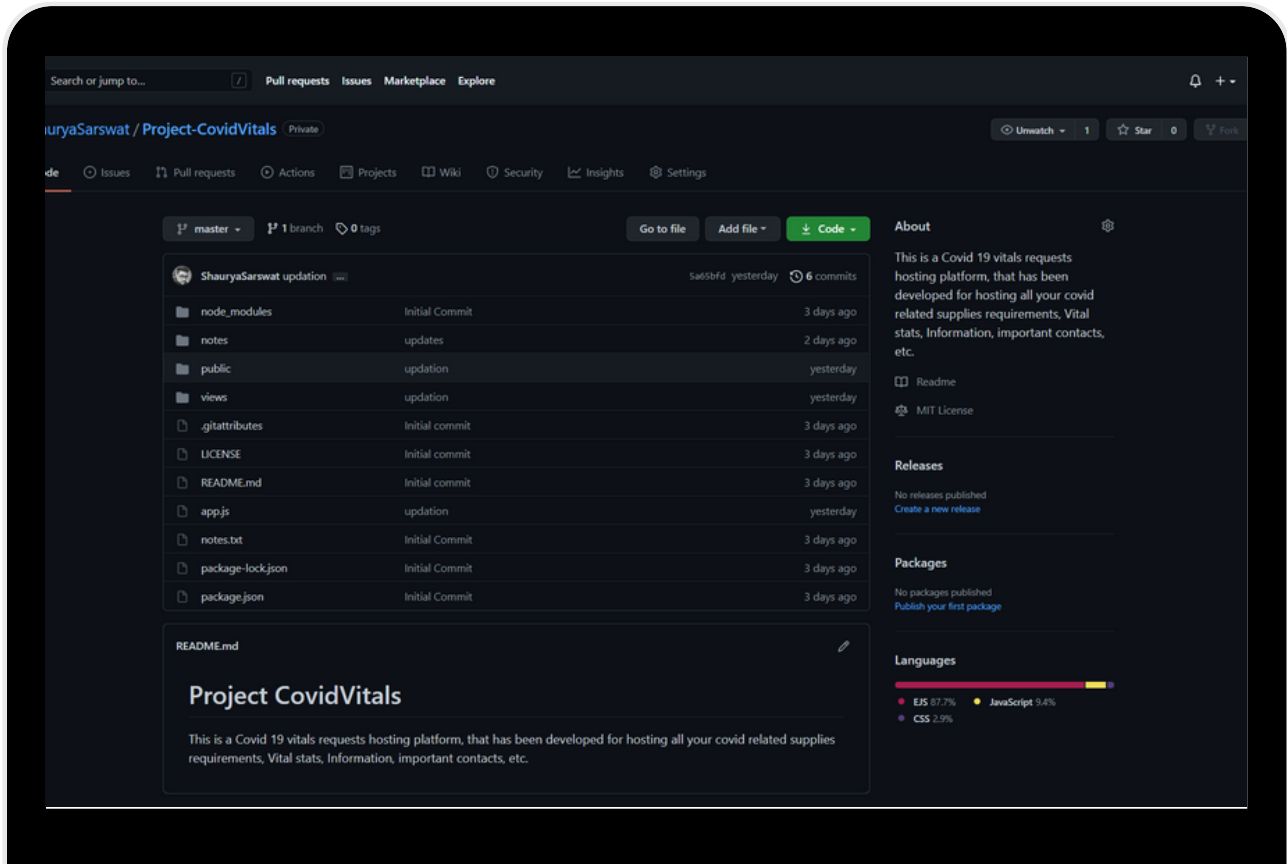 Search or jump to... /
Pull requests Issues Marketplace Explore
uryaSarswat / Project-CovidVitals Private
Unwatch 1 Star 0 Fork
de Issues Pull requests Actions Projects Wiki Security Insights Settings
master 1 branch 0 tags Go to file Add file Code
ShauryaSarswat updation ... 5a65bfd yesterday 6 commits
node_modules Initial Commit 3 days ago
notes updates 2 days ago
public updation yesterday
views updation yesterday
.gitattributes Initial commit 3 days ago
LICENSE Initial commit 3 days ago
README.md Initial commit 3 days ago
app.js updation yesterday
notes.txt Initial Commit 3 days ago
package-lock.json Initial Commit 3 days ago
package.json Initial Commit 3 days ago
README.md
Project CovidVitals
This is a Covid 19 vitals requests hosting platform, that has been developed for hosting all your covid related supplies
requirements, Vital stats, Information, important contacts, etc.
About
This is a Covid 19 vitals requests
hosting platform, that has been
developed for hosting all your covid
related supplies requirements, Vital
stats, Information, important contacts,
etc.
Readme
MIT License
Releases
No releases published
Create a new release
Packages
No packages published
Publish your first package
Languages
EJS 87.7% JavaScript 9.4%
CSS 2.9%